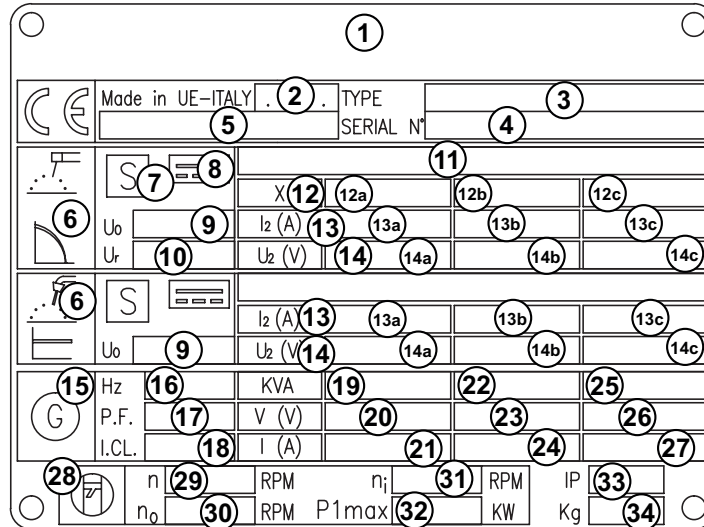 1
CE Made in UE-ITALY . 2 . TYPE 3
5 SERIAL N° 4
S 7 8 11
X 12 12a 12b 12c
6 U₀ 9 I₂ (A) 13 13a 13b 13c
Uᵣ 10 U₂ (V) 14 14a 14b 14c
6 S
I₂ (A) 13 13a 13b 13c
U₀ 9 U₂ (V) 14 14a 14b 14c
15 Hz 16 KVA 19 22 25
G P.F. 17 V (V) 20 23 26
I.CL. 18 I (A) 21 24 27
28 n 29 RPM nᵢ 31 RPM IP 33
n₀ 30 RPM P1max 32 KW Kg 34